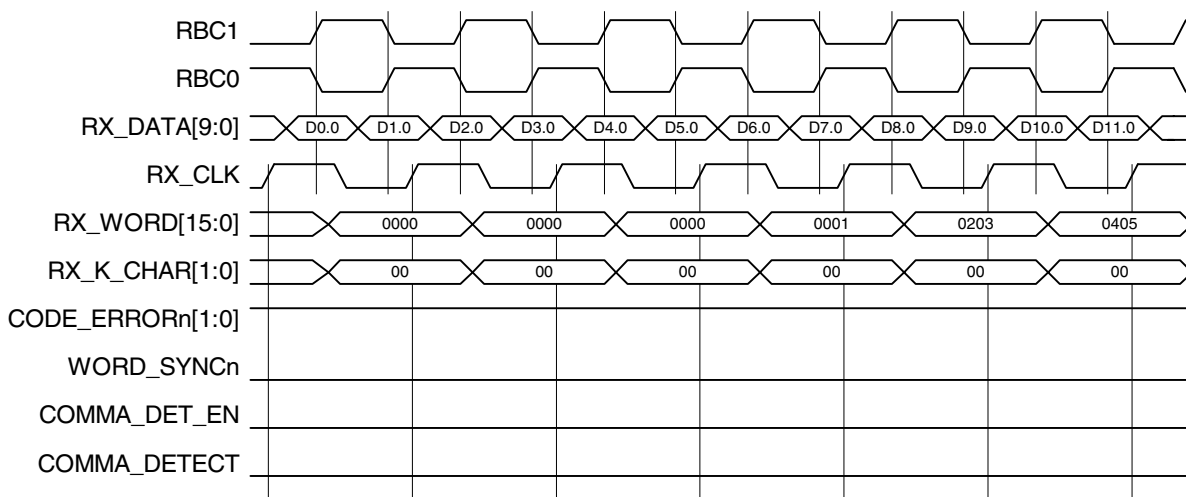 RBC1
RBC0
RX_DATA[9:0] D0.0 D1.0 D2.0 D3.0 D4.0 D5.0 D6.0 D7.0 D8.0 D9.0 D10.0 D11.0
RX_CLK
RX_WORD[15:0] 0000 0000 0000 0001 0203 0405
RX_K_CHAR[1:0] 00 00 00 00 00 00
CODE_ERRORn[1:0]
WORD_SYNCn
COMMA_DET_EN
COMMA_DETECT